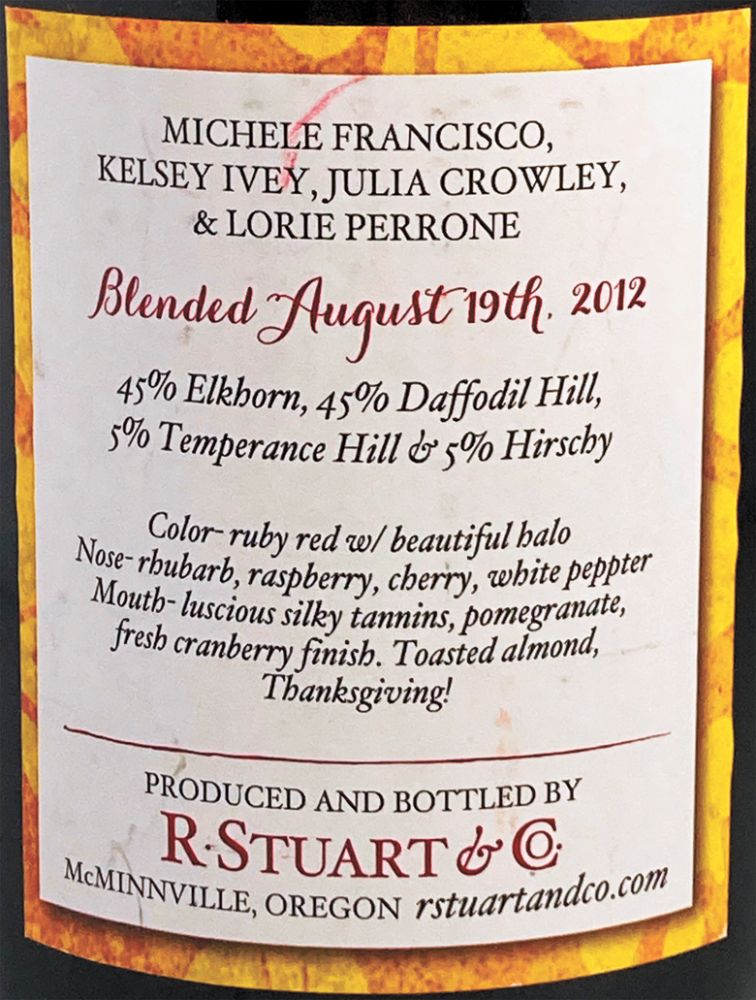 MICHELE FRANCISCO,
KELSEY IVEY, JULIA CROWLEY,
& LORIE PERRONE
Blended August 19th, 2012
45% Elkhorn, 45% Daffodil Hill,
5% Temperance Hill & 5% Hirschy
Color- ruby red w/ beautiful halo
Nose- rhubarb, raspberry, cherry, white peppter
Mouth- luscious silky tannins, pomegranate,
fresh cranberry finish. Toasted almond,
Thanksgiving!
PRODUCED AND BOTTLED BY
R·STUART & CO.
McMINNVILLE, OREGON rstuartandco.com